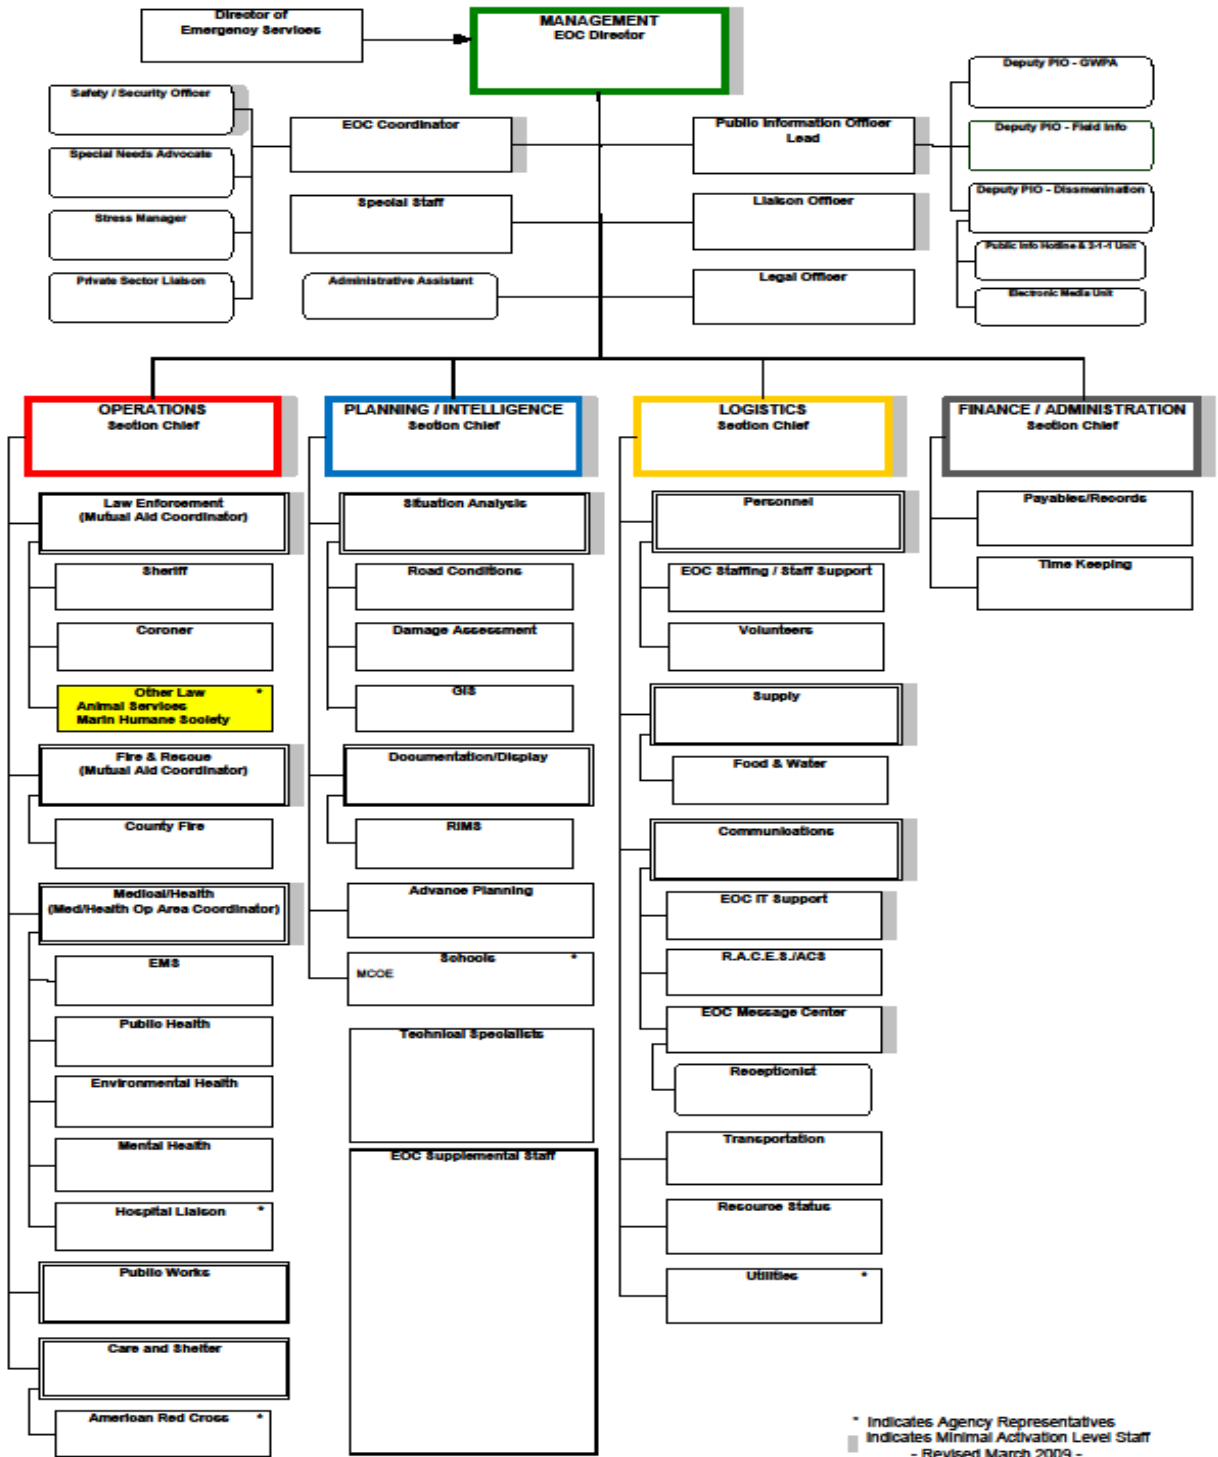 Director of
Emergency Services
MANAGEMENT
EOC Director
Safety / Security Officer
Special Needs Advocate
Stress Manager
Private Sector Liaison
EOC Coordinator
Special Staff
Administrative Assistant
Public Information Officer
Lead
Liaison Officer
Legal Officer
Deputy PIO - GWPA
Deputy PIO - Field Info
Deputy PIO - Dissmenination
Public Info Hotline & 2-1-1 Unit
Electronic Media Unit
OPERATIONS
Section Chief
Law Enforcement
(Mutual Aid Coordinator)
Sheriff
Coroner
Other Law *
Animal Services
Marin Humane Society
Fire & Rescue
(Mutual Aid Coordinator)
County Fire
Medical/Health
(Med/Health Op Area Coordinator)
EMS
Public Health
Environmental Health
Mental Health
Hospital Liaison *
Public Works
Care and Shelter
American Red Cross *
PLANNING / INTELLIGENCE
Section Chief
Situation Analysis
Road Conditions
Damage Assessment
GIS
Documentation/Display
RIMS
Advance Planning
Schools *
MCOE
Technical Specialists
EOC Supplemental Staff
LOGISTICS
Section Chief
Personnel
EOC Staffing / Staff Support
Volunteers
Supply
Food & Water
Communications
EOC IT Support
R.A.C.E.S./ACS
EOC Message Center
Receptionist
Transportation
Resource Status
Utilities *
FINANCE / ADMINISTRATION
Section Chief
Payables/Records
Time Keeping
* Indicates Agency Representatives
Indicates Minimal Activation Level Staff
- Revised March 2009 -